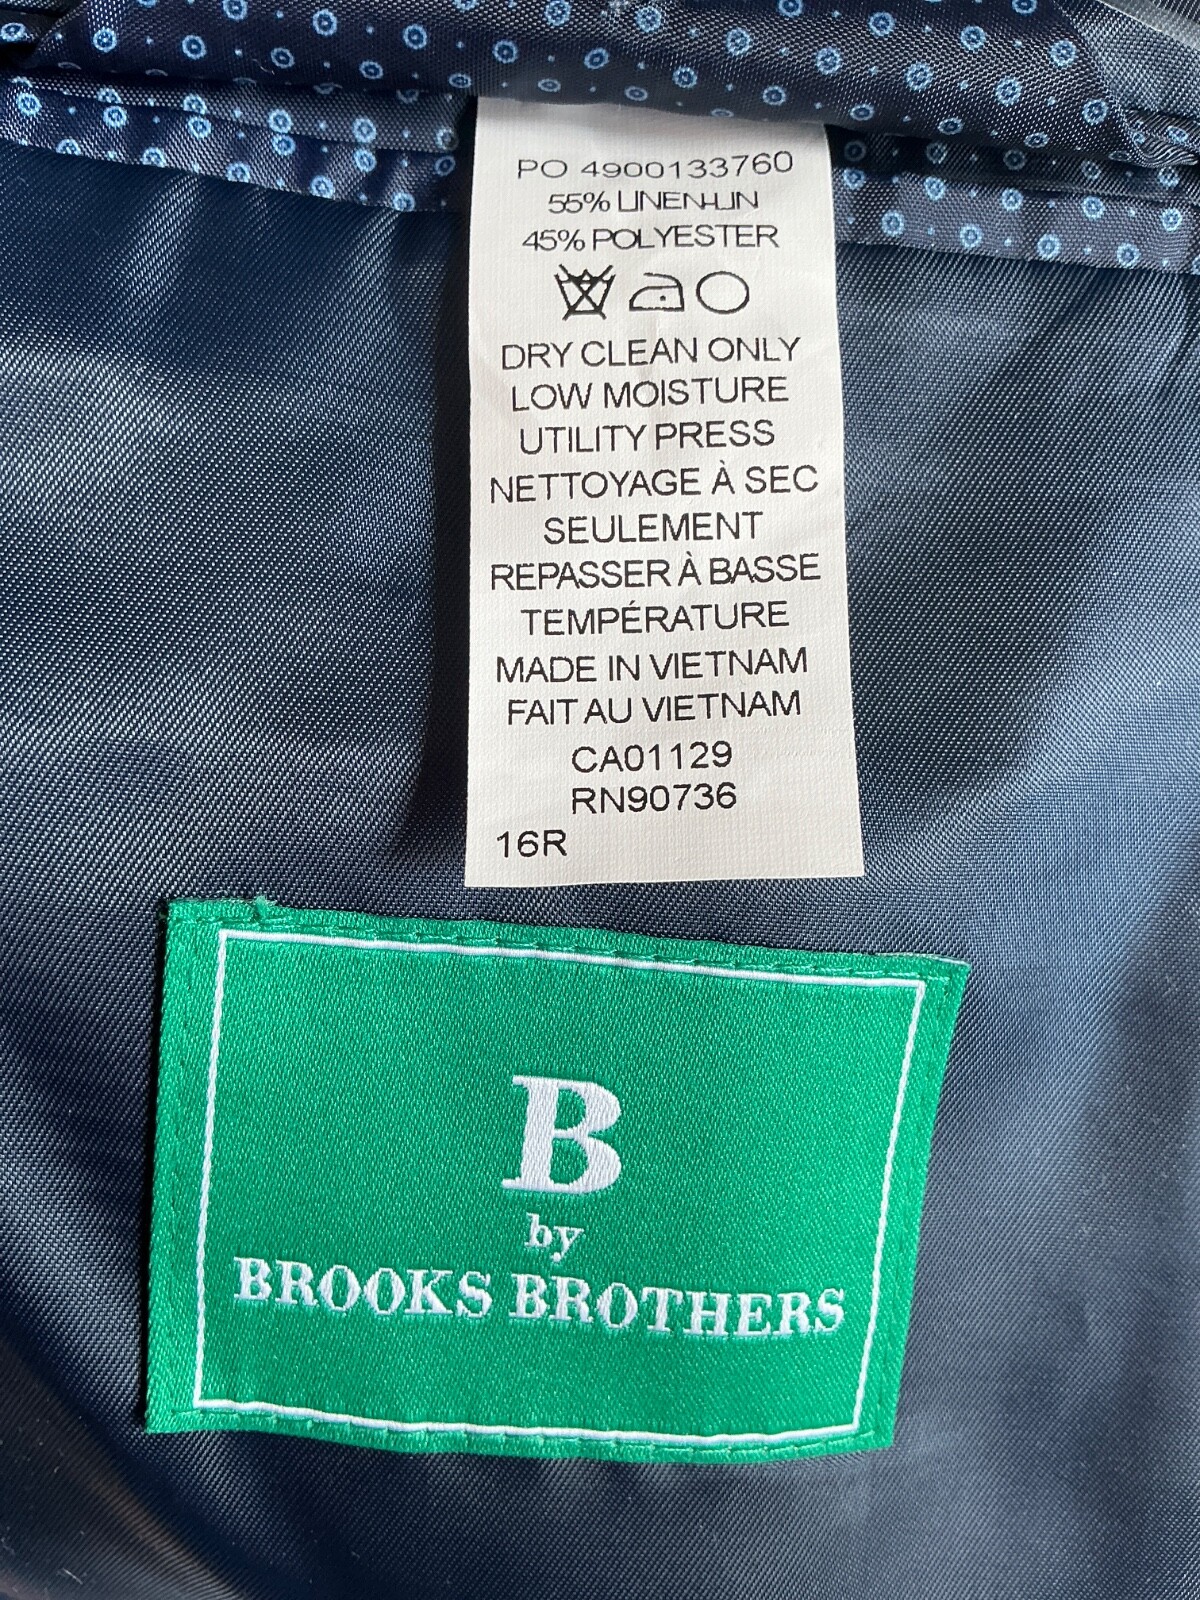 PO 4900133760
55% LINEN-LIN
45% POLYESTER
DRY CLEAN ONLY
LOW MOISTURE
UTILITY PRESS
NETTOYAGE À SEC
SEULEMENT
REPASSER À BASSE
TEMPÉRATURE
MADE IN VIETNAM
FAIT AU VIETNAM
CA01129
RN90736
16R
B
by
BROOKS BROTHERS